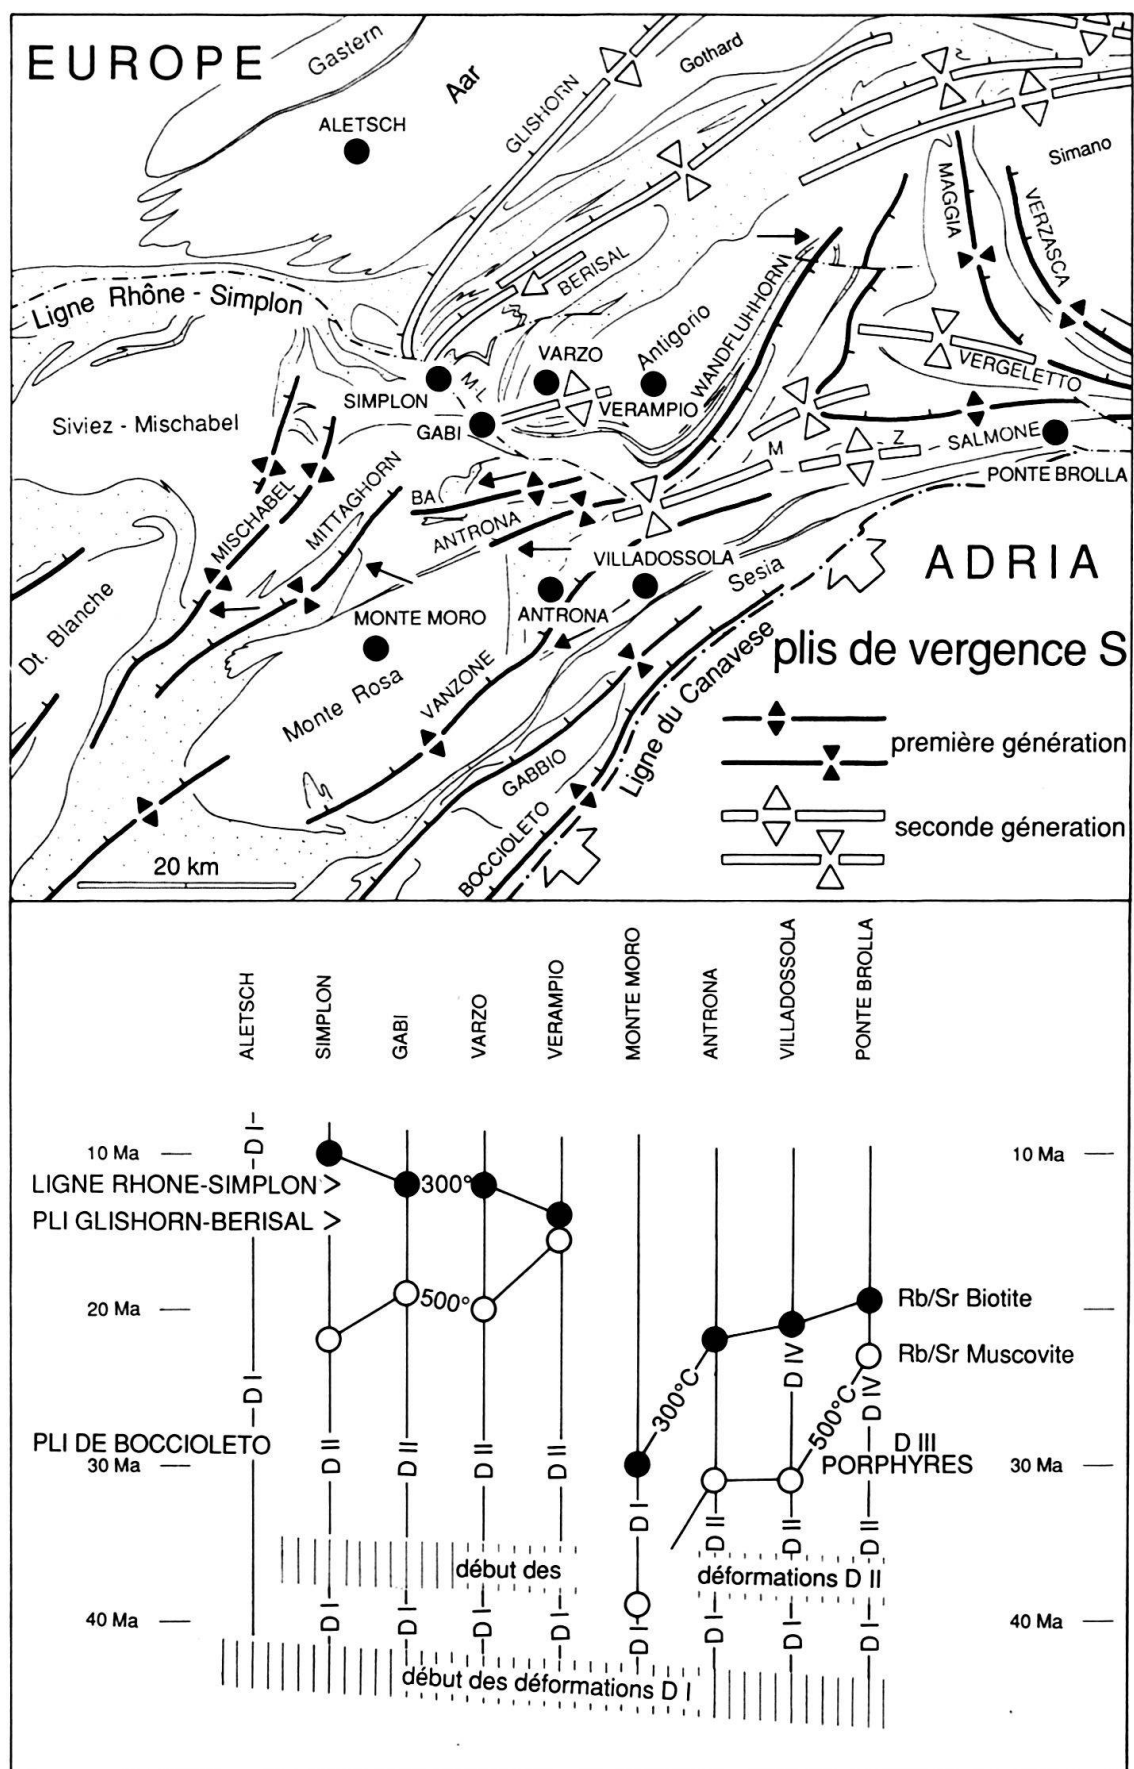 EUROPE
Gastern
Aar
Gothard
GLISHORN
ALETSCH
Simano
MAGGIA
VERZASCA
BERISAL
Ligne Rhône - Simplon
WANDFLUHHORN
Antigorio
VARZO
VERGELETTO
M-L
SIMPLON
VERAMPIO
Siviez - Mischabel
GABI
M
Z
SALMONE
PONTE BROLLA
BA
MISCHABEL
MITTAGHORN
ANTRONA
VILLADOSSOLA
Sesia
ADRIA
Dt. Blanche
MONTE MORO
ANTRONA
plis de vergence S
Monte Rosa
VANZONE
Ligne du Canavese
première génération
GABBIO
BOCCIOLETO
seconde géneration
20 km
ALETSCH
SIMPLON
GABI
VARZO
VERAMPIO
MONTE MORO
ANTRONA
VILLADOSSOLA
PONTE BROLLA
D I
10 Ma
10 Ma
LIGNE RHONE-SIMPLON >
300°
PLI GLISHORN-BERISAL >
20 Ma
500°
Rb/Sr Biotite
Rb/Sr Muscovite
D I
300°C
D IV
500°C
D IV
PLI DE BOCCIOLETO
D II
D II
D II
D II
D III
30 Ma
PORPHYRES
30 Ma
D I
D II
D II
D II
début des
déformations D II
40 Ma
D I
D I
D I
D I
D I
D I
D I
D I
40 Ma
début des déformations D I